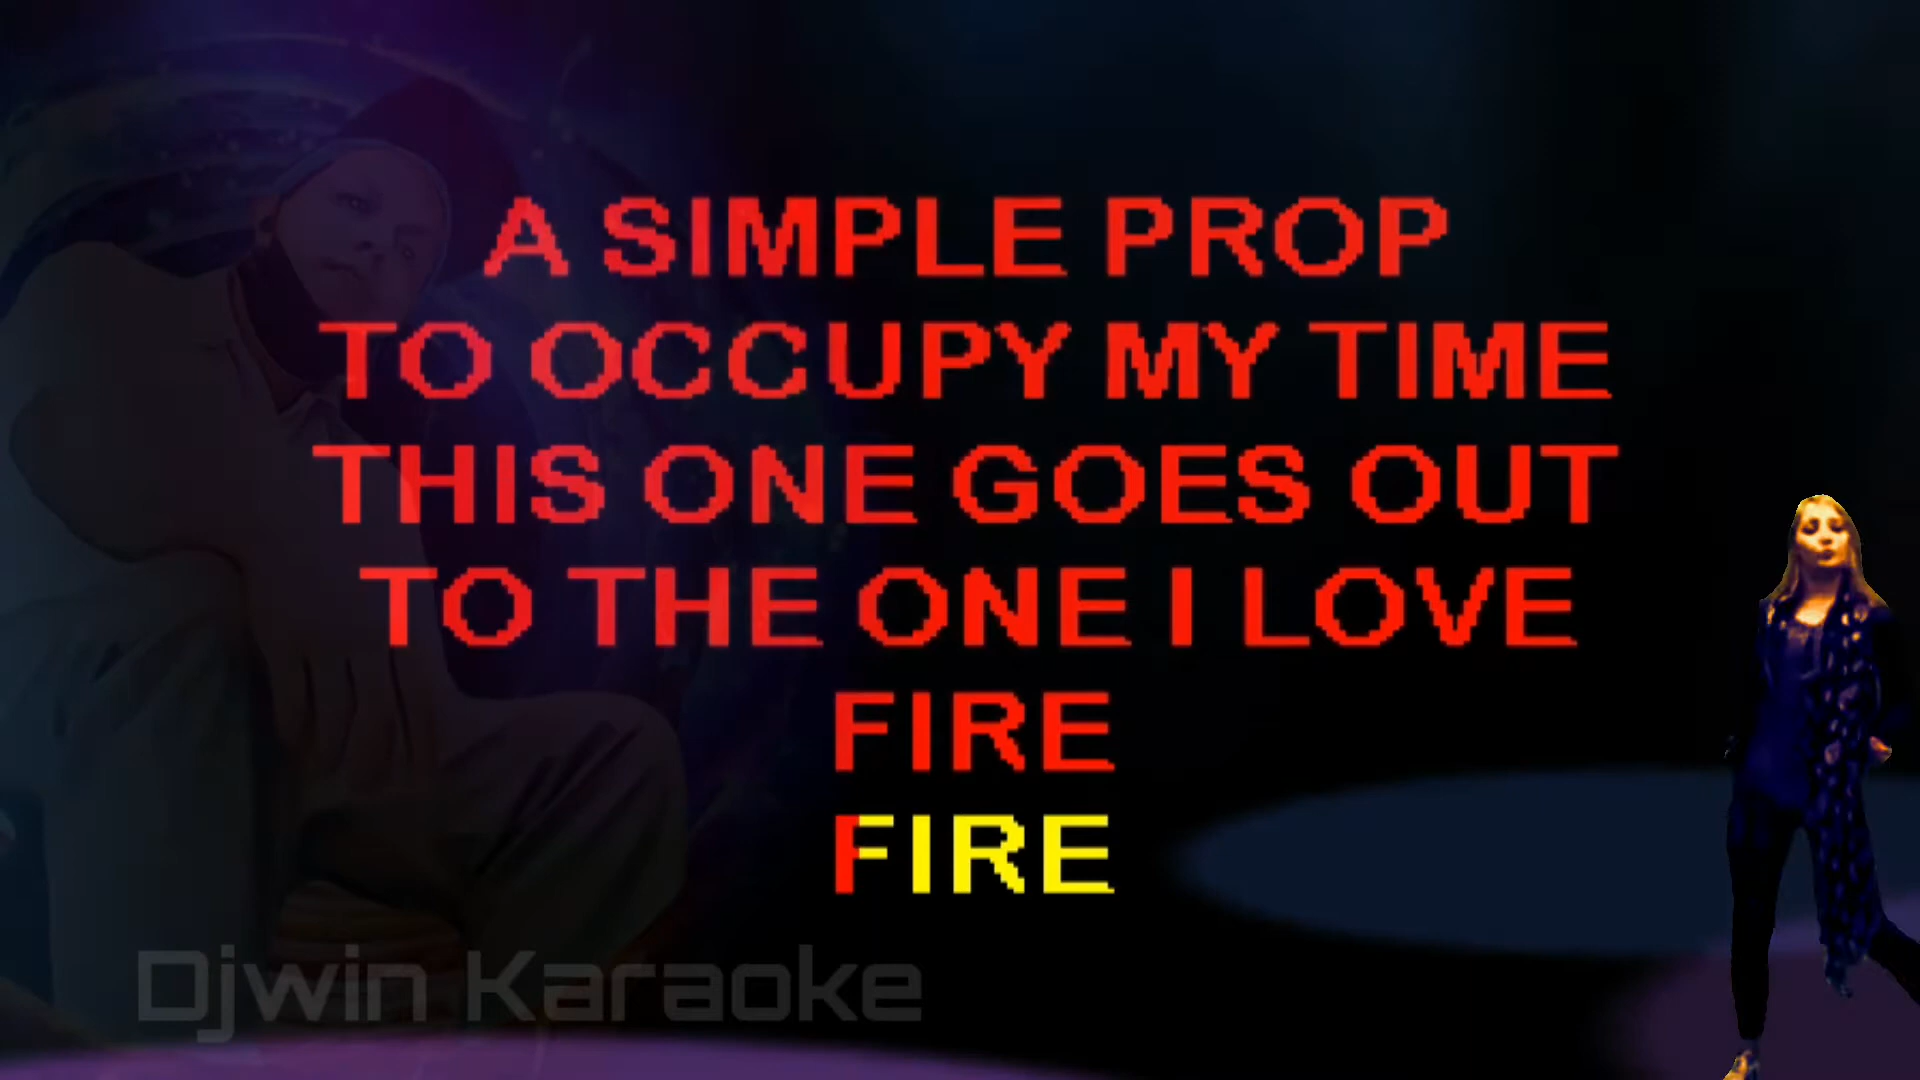 A SIMPLE PROP
TO OCCUPY MY TIME
THIS ONE GOES OUT
TO THE ONE I LOVE
FIRE
FIRE
Djwin Karaoke